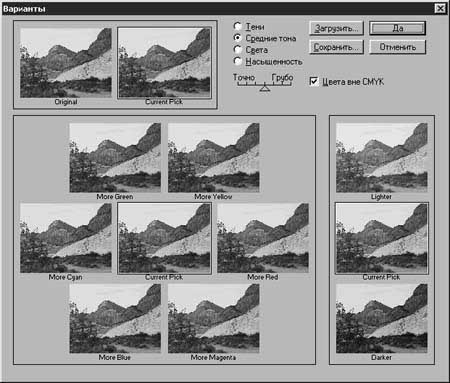 Варианты
Original
Current Pick
Тени
Средние тона
Света
Насыщенность
Точно Грубо
Загрузить...
Да
Сохранить...
Отменить
Цвета вне CMYK
More Green
More Yellow
Lighter
More Cyan
Current Pick
More Red
Current Pick
More Blue
More Magenta
Darker